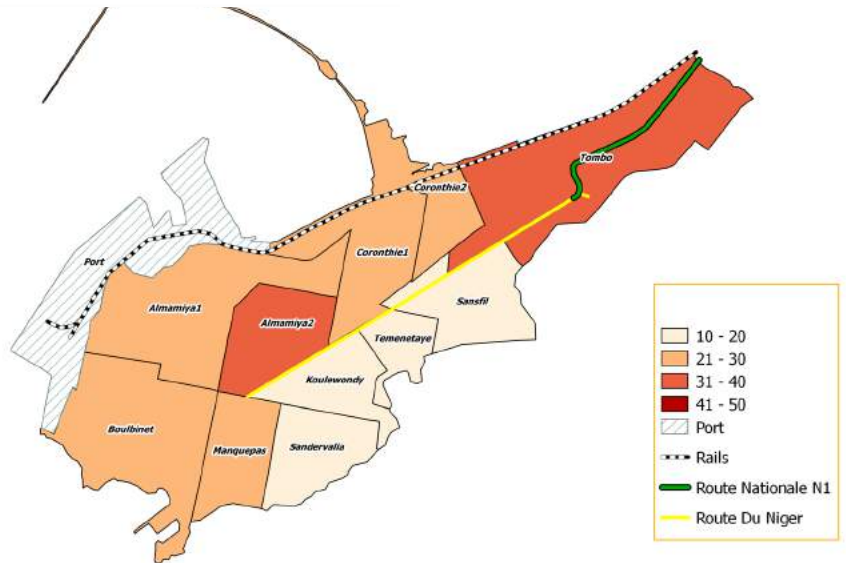 Tombo
Coronthie2
Coronthie1
Port
Sansfil
Almamiya1
Almamiya2
Temenetaye
Koulewondy
Boulbinet
Manquepas
Sandervalia
10 - 20
21 - 30
31 - 40
41 - 50
Port
Rails
Route Nationale N1
Route Du Niger